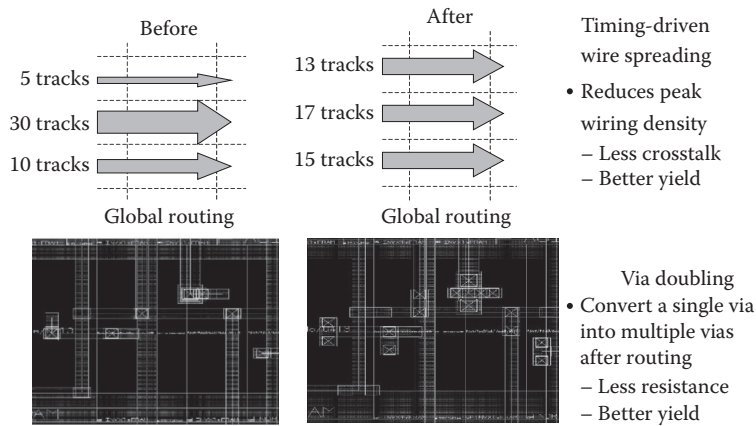 Before
After
5 tracks
30 tracks
10 tracks
13 tracks
17 tracks
15 tracks
Global routing
Global routing
Timing-driven
wire spreading
• Reduces peak
wiring density
– Less crosstalk
– Better yield
Via doubling
• Convert a single via
into multiple vias
after routing
– Less resistance
– Better yield